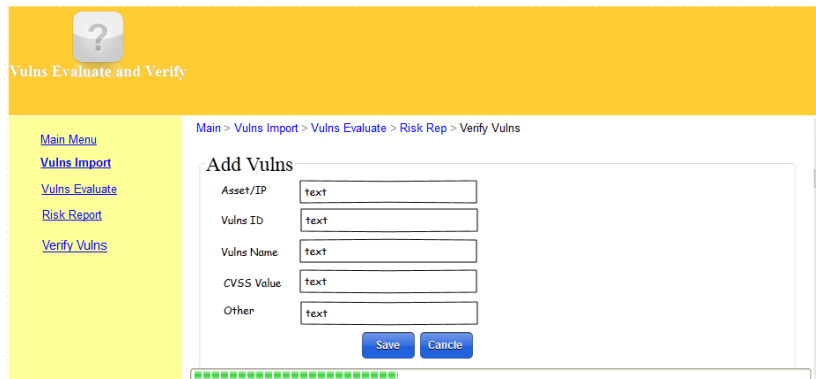 ?
Vulns Evaluate and Verify
Main Menu
Vulns Import
Vulns Evaluate
Risk Report
Verify Vulns
Main > Vulns Import > Vulns Evaluate > Risk Rep > Verify Vulns
Add Vulns
Asset/IP text
Vulns ID text
Vulns Name text
CVSS Value text
Other text
Save Cancle